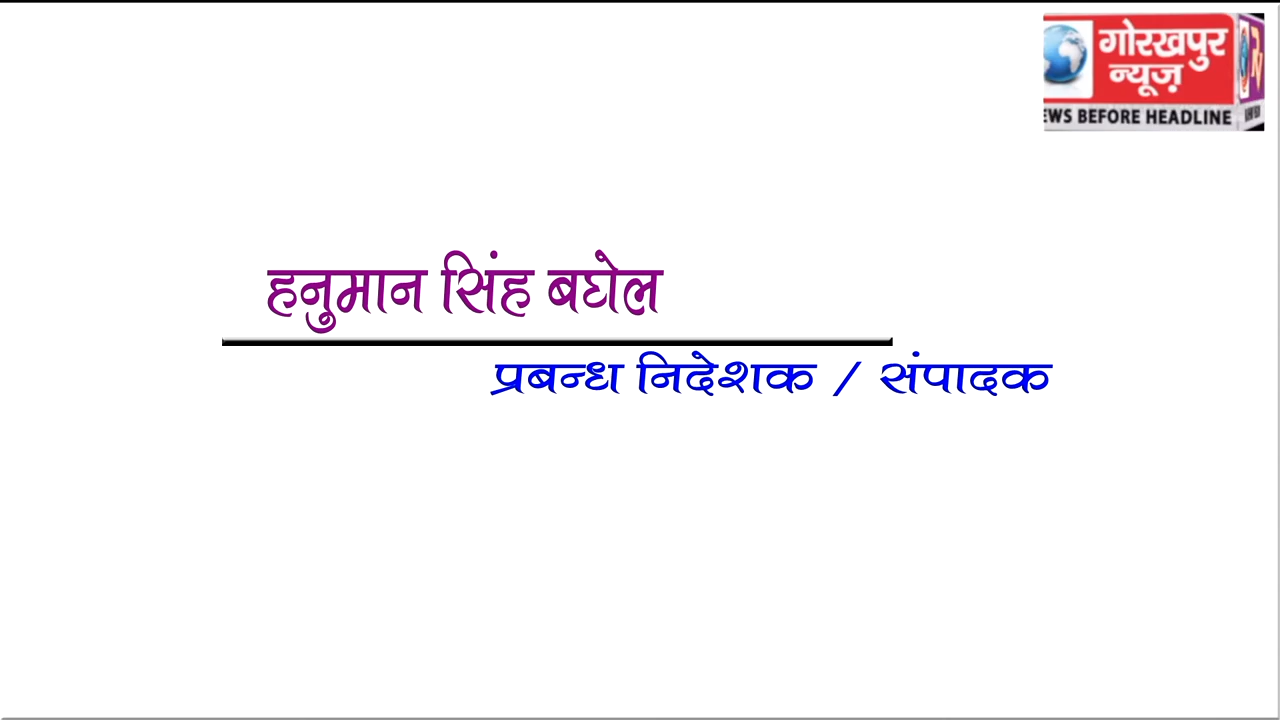 गोरखपुर
न्यूज़
EWS BEFORE HEADLINE
हनुमान सिंह बघेल
प्रबन्ध निदेशक / संपादक